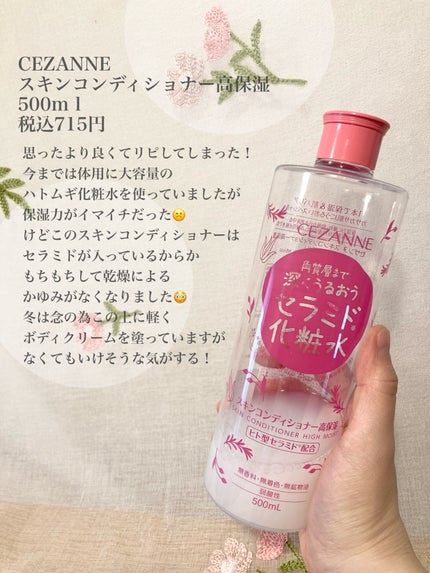 CEZANNE
スキンコンディショナー高保湿
500ｍｌ
税込715円
思ったより良くてリピしてしまった！
今までは体用に大容量の
ハトムギ化粧水を使っていましたが
保湿力がイマイチだった😕
けどこのスキンコンディショナーは
セラミドが入っているからか
もちもちして乾燥による
かゆみがなくなりました😳
冬は念の為この上に軽く
ボディクリームを塗っていますが
なくてもいけそうな気がする！
CEZANNE
角質層まで
深くうるおう
セラミド
化粧水
スキンコンディショナー高保湿
SKIN CONDITIONER HIGH MOIST
ヒト型セラミド配合
無香料・無着色・無鉱物油
弱酸性
500mL